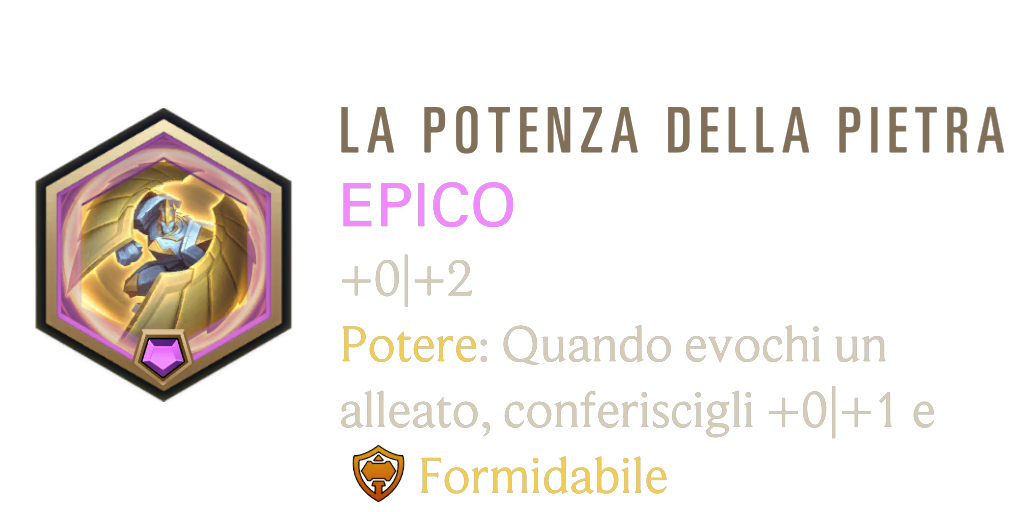 LA POTENZA DELLA PIETRA
EPICO
+0|+2
Potere: Quando evochi un
alleato, conferiscigli +0|+1 e
Formidabile